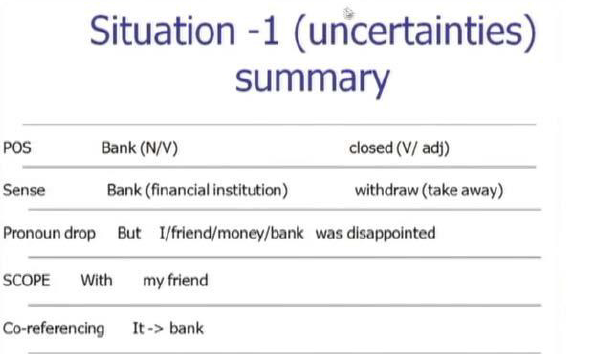 Situation -1 (uncertainties)
summary
POS Bank (N/V) closed (V/ adj)
Sense Bank (financial institution) withdraw (take away)
Pronoun drop But I/friend/money/bank was disappointed
SCOPE With my friend
Co-referencing It -> bank